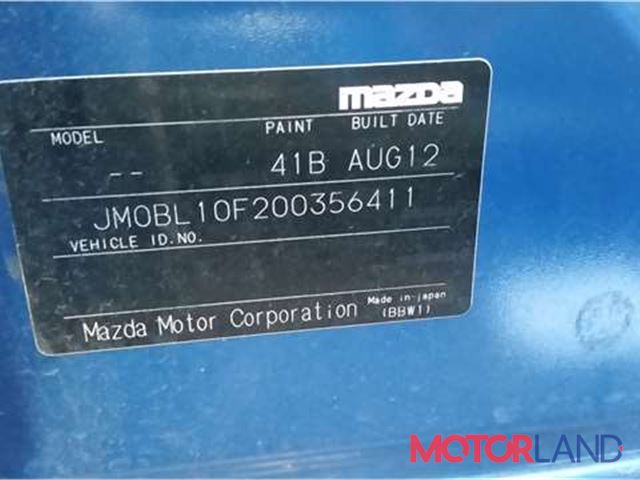 mazda
MODEL PAINT BUILT DATE
-- 41B AUG12
JM0BL10F200356411
VEHICLE ID.NO.
Mazda Motor Corporation Made in japan
(BBW1)
MOTORLAND